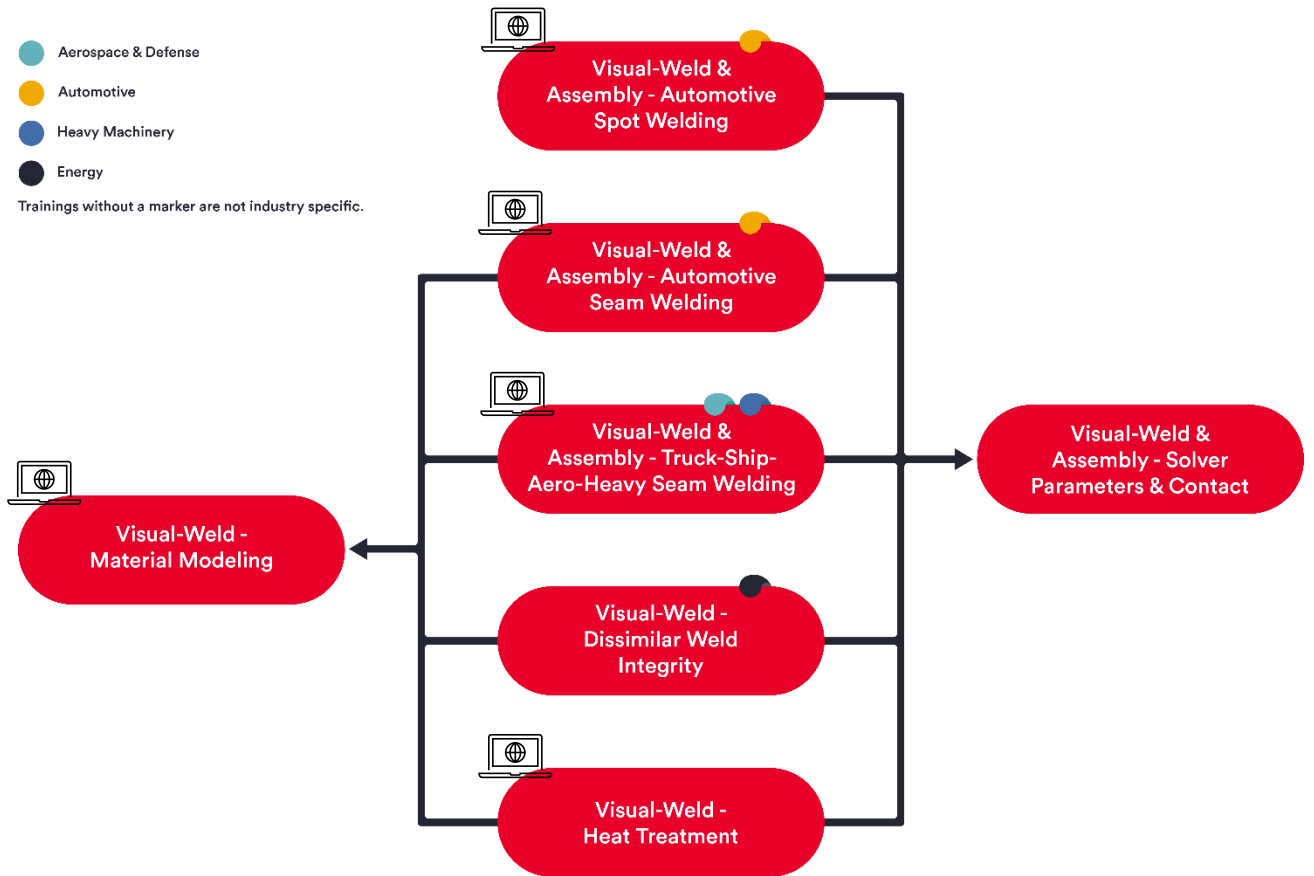 Aerospace & Defense
Automotive
Heavy Machinery
Energy
Trainings without a marker are not industry specific.
Visual-Weld &
Assembly - Automotive
Spot Welding
Visual-Weld &
Assembly - Automotive
Seam Welding
Visual-Weld &
Assembly - Truck-Ship-
Aero-Heavy Seam Welding
Visual-Weld &
Assembly - Solver
Parameters & Contact
Visual-Weld -
Material Modeling
Visual-Weld -
Dissimilar Weld
Integrity
Visual-Weld -
Heat Treatment